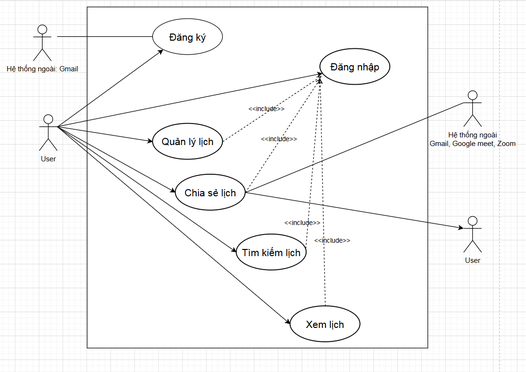 Đăng ký
Hệ thống ngoài: Gmail
Đăng nhập
<<include>>
User
Quản lý lịch
<<include>>
Hệ thống ngoài
Gmail, Google meet, Zoom
Chia sẻ lịch
<<include>>
<<include>>
Tìm kiếm lịch
User
Xem lịch